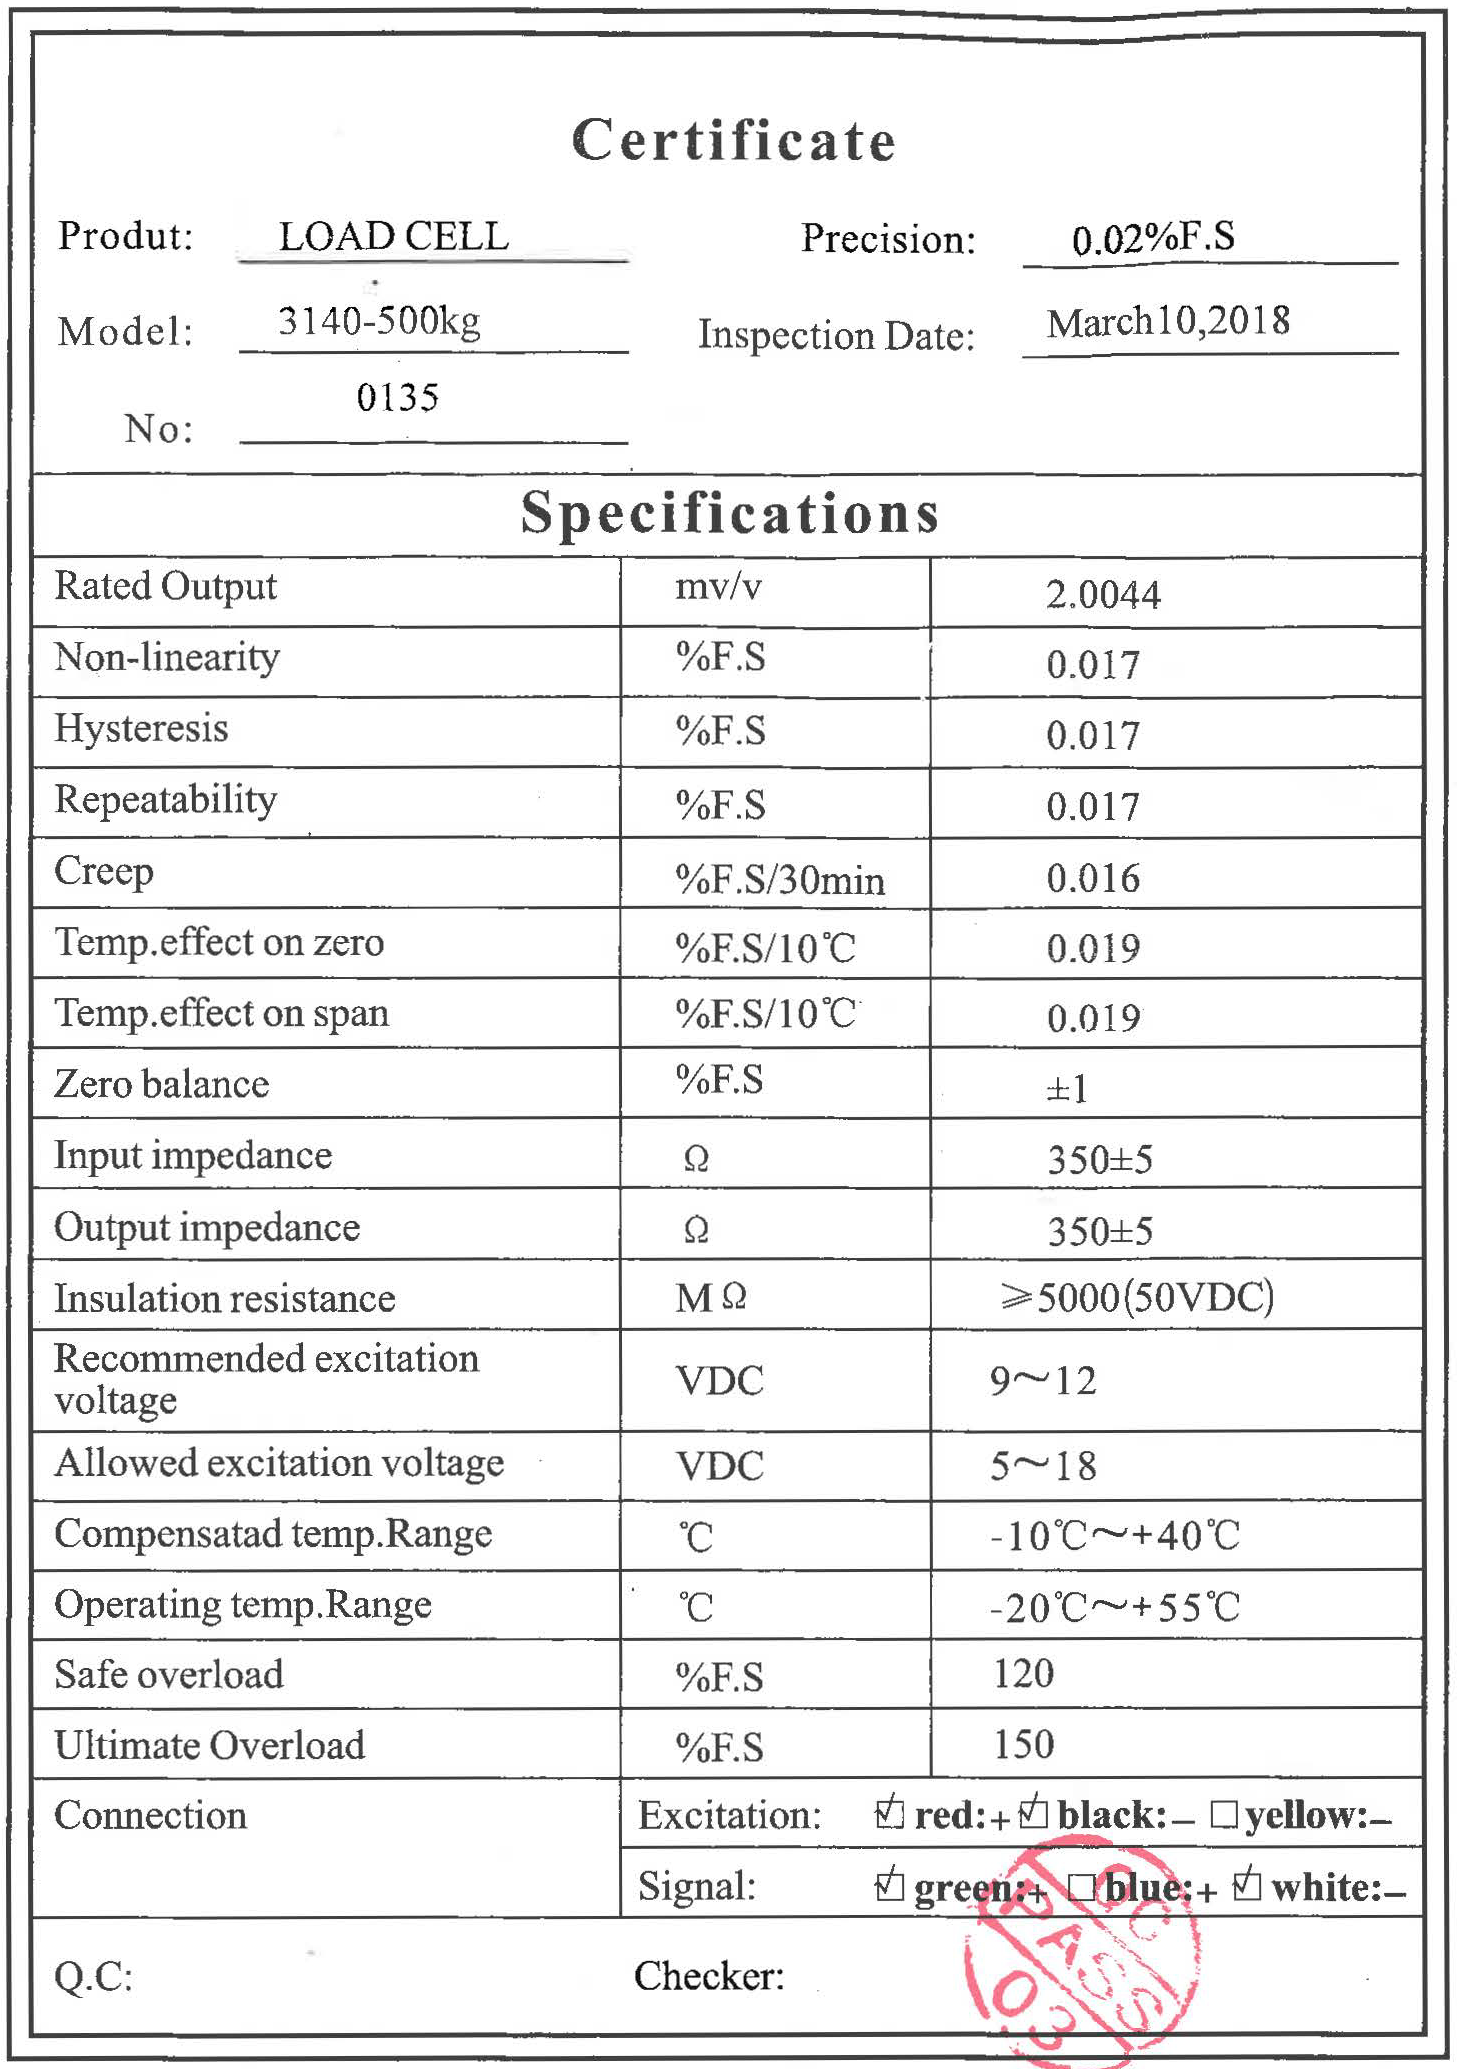 Certificate
Produt: LOAD CELL Precision: 0.02%F.S
Model: 3140-500kg Inspection Date: March10,2018
No: 0135
Specifications
Rated Output mv/v 2.0044
Non-linearity %F.S 0.017
Hysteresis %F.S 0.017
Repeatability %F.S 0.017
Creep %F.S/30min 0.016
Temp.effect on zero %F.S/10℃ 0.019
Temp.effect on span %F.S/10℃ 0.019
Zero balance %F.S ±1
Input impedance Ω 350±5
Output impedance Ω 350±5
Insulation resistance MΩ ⩾5000(50VDC)
Recommended excitation
voltage VDC 9～12
Allowed excitation voltage VDC 5～18
Compensatad temp.Range ℃ -10℃～+40℃
Operating temp.Range ℃ -20℃～+55℃
Safe overload %F.S 120
Ultimate Overload %F.S 150
Connection Excitation: ☑ red:+ ☑ black:– ☐ yellow:–
Signal: ☑ green:+ ☐ blue:+ ☑ white:–
Q.C: Checker:
QC
PASS
03